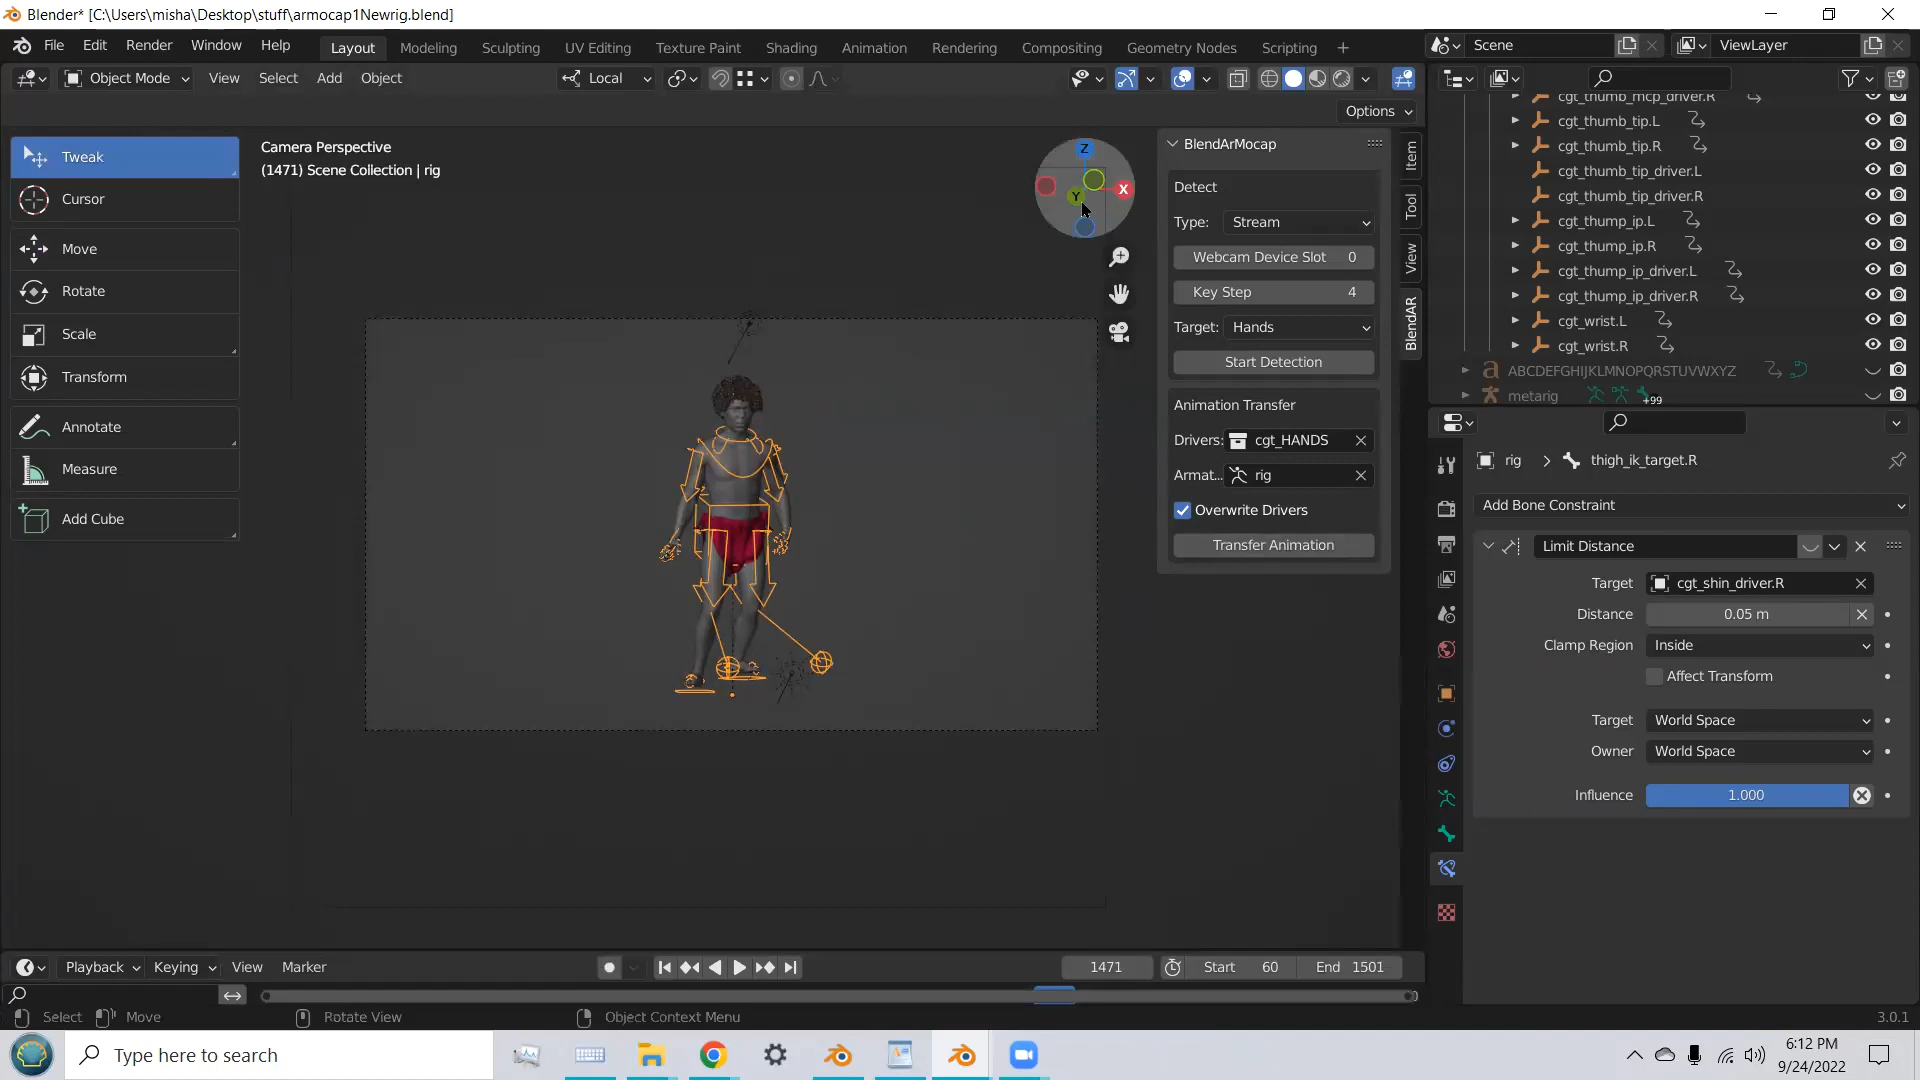 Blender* [C:\Users\misha\Desktop\stuff\armocap1Newrig.blend]
File Edit Render Window Help Layout Modeling Sculpting UV Editing Texture Paint Shading Animation Rendering Compositing Geometry Nodes Scripting Scene ViewLayer
Object Mode View Select Add Object Local
Options
Tweak
Cursor
Move
Rotate
Scale
Transform
Annotate
Measure
Add Cube
Camera Perspective
(1471) Scene Collection | rig
Z
Y
X
BlendArMocap
Detect
Type: Stream
Webcam Device Slot 0
Key Step 4
Target: Hands
Start Detection
Animation Transfer
Drivers: cgt_HANDS
Armat... rig
Overwrite Drivers
Transfer Animation
Item
Tool
View
BlendAR
cgt_thumb_mcp_driver.R
cgt_thumb_tip.L
cgt_thumb_tip.R
cgt_thumb_tip_driver.L
cgt_thumb_tip_driver.R
cgt_thump_ip.L
cgt_thump_ip.R
cgt_thump_ip_driver.L
cgt_thump_ip_driver.R
cgt_wrist.L
cgt_wrist.R
a ABCDEFGHIJKLMNOPQRSTUVWXYZ
metarig +99
rig > thigh_ik_target.R
Add Bone Constraint
Limit Distance
Target cgt_shin_driver.R
Distance 0.05 m
Clamp Region Inside
Affect Transform
Target World Space
Owner World Space
Influence 1.000
Playback Keying View Marker 1471 Start 60 End 1501
Select Move Rotate View Object Context Menu 3.0.1
Type here to search
6:12 PM
9/24/2022